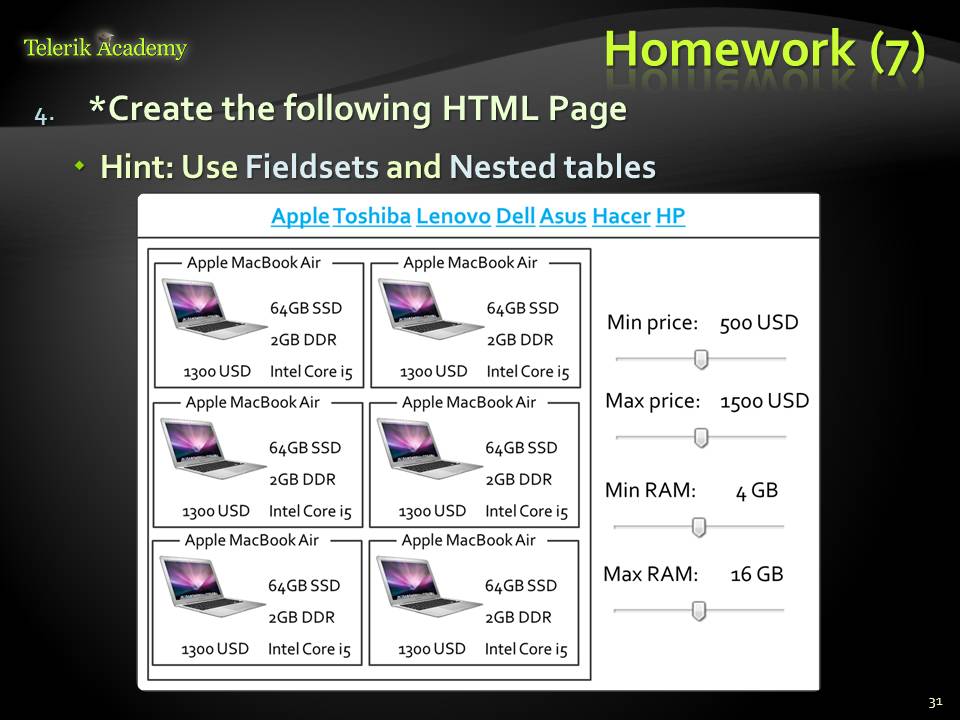 Telerik Academy
Homework (7)
4. *Create the following HTML Page
Hint: Use Fieldsets and Nested tables
Apple Toshiba Lenovo Dell Asus Hacer HP
Apple MacBook Air
64GB SSD
2GB DDR
1300 USD Intel Core i5
Apple MacBook Air
64GB SSD
2GB DDR
1300 USD Intel Core i5
Apple MacBook Air
64GB SSD
2GB DDR
1300 USD Intel Core i5
Apple MacBook Air
64GB SSD
2GB DDR
1300 USD Intel Core i5
Apple MacBook Air
64GB SSD
2GB DDR
1300 USD Intel Core i5
Apple MacBook Air
64GB SSD
2GB DDR
1300 USD Intel Core i5
Min price: 500 USD
Max price: 1500 USD
Min RAM: 4 GB
Max RAM: 16 GB
31